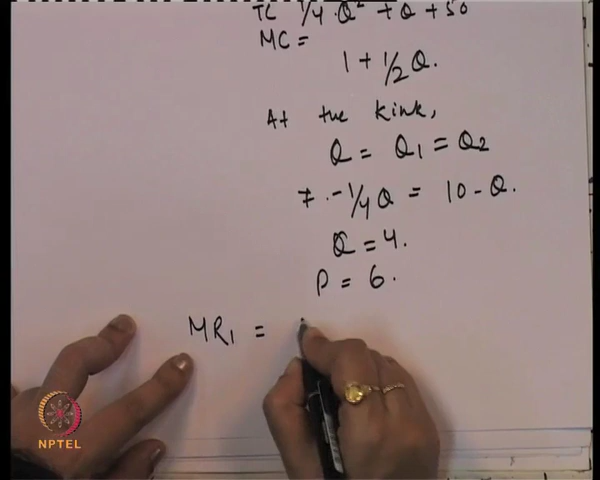 TC 1/4 . Q² + Q + 50
MC =
1 + 1/2 Q.
At the kink,
Q = Q1 = Q2
7 . - 1/4 Q = 10 - Q.
Q = 4.
P = 6.
MR1 =
NPTEL